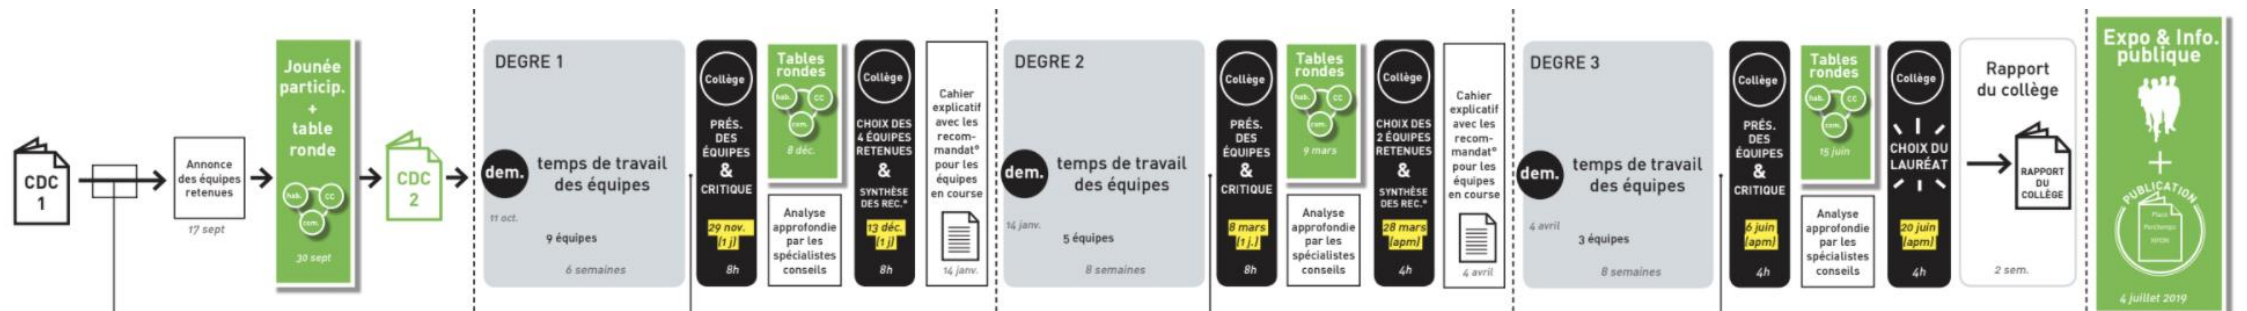 CDC
1
Annonce
des équipes
retenues
17 sept
Jounée
particip.
+
table
ronde
hab.
CC
com.
30 sept
CDC
2
DEGRE 1
dem.
temps de travail
des équipes
11 oct.
9 équipes
6 semaines
Collège
PRÉS.
DES
ÉQUIPES
&
CRITIQUE
29 nov.
(1 j)
8h
Tables
rondes
hab.
CC
com.
8 déc.
Analyse
approfondie
par les
spécialistes
conseils
Collège
CHOIX DES
4 ÉQUIPES
RETENUES
&
SYNTHÈSE
DES REC.°
13 déc.
(1 j)
8h
Cahier
explicatif
avec les
recom-
mandat°
pour les
équipes
en course
14 janv.
DEGRE 2
dem.
temps de travail
des équipes
14 janv.
5 équipes
8 semaines
Collège
PRÉS.
DES
ÉQUIPES
&
CRITIQUE
8 mars
(1 j.)
8h
Tables
rondes
hab.
CC
com.
9 mars
Analyse
approfondie
par les
spécialistes
conseils
Collège
CHOIX DES
2 ÉQUIPES
RETENUES
&
SYNTHÈSE
DES REC.°
28 mars
(apm)
4h
Cahier
explicatif
avec les
recom-
mandat°
pour les
équipes
en course
4 avril
DEGRE 3
dem.
temps de travail
des équipes
4 avril
3 équipes
8 semaines
Collège
PRÉS.
DES
ÉQUIPES
&
CRITIQUE
6 juin
(apm)
4h
Tables
rondes
hab.
CC
com.
15 juin
Analyse
approfondie
par les
spécialistes
conseils
Collège
CHOIX DU
LAURÉAT
20 juin
(apm)
4h
Rapport
du collège
RAPPORT
DU
COLLÈGE
2 sem.
Expo & Info.
publique
+
PUBLICATION
Place
Perdtemps
NYON
4 juillet 2019